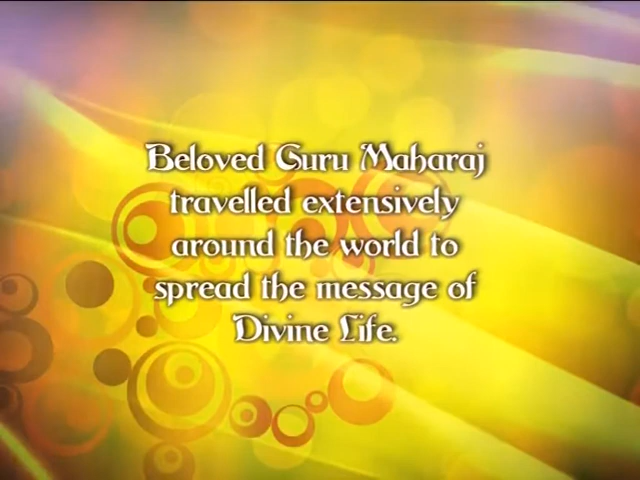 Beloved Guru Maharaj
travelled extensively
around the world to
spread the message of
Divine Life.